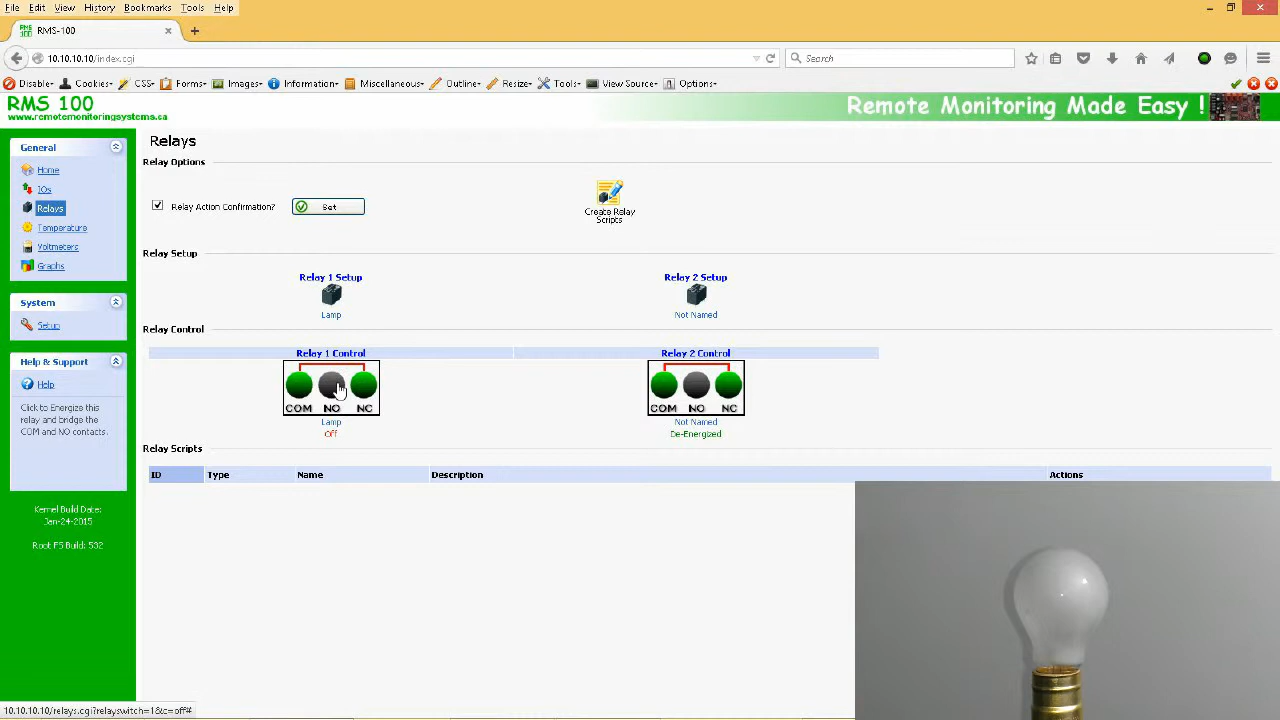 File Edit View History Bookmarks Tools Help
RMS-100
10.10.10.10/index.cgi
Search
Disable Cookies CSS Forms Images Information Miscellaneous Outline Resize Tools View Source Options
RMS 100
www.remotemonitoringsystems.ca
Remote Monitoring Made Easy !
General
Home
IOs
Relays
Temperature
Voltmeters
Graphs
System
Setup
Help & Support
Help
Click to Energize this
relay and bridge the
COM and NO contacts.
Kernel Build Date:
Jan-24-2015
Root FS Build: 532
Relays
Relay Options
Relay Action Confirmation?
Set
Create Relay
Scripts
Relay Setup
Relay 1 Setup
Lamp
Relay 2 Setup
Not Named
Relay Control
Relay 1 Control
COM NO NC
Lamp
Off
Relay 2 Control
COM NO NC
Not Named
De-Energized
Relay Scripts
ID Type Name Description Actions
10.10.10.10/relays.cgi?relayswitch=1&c=off#